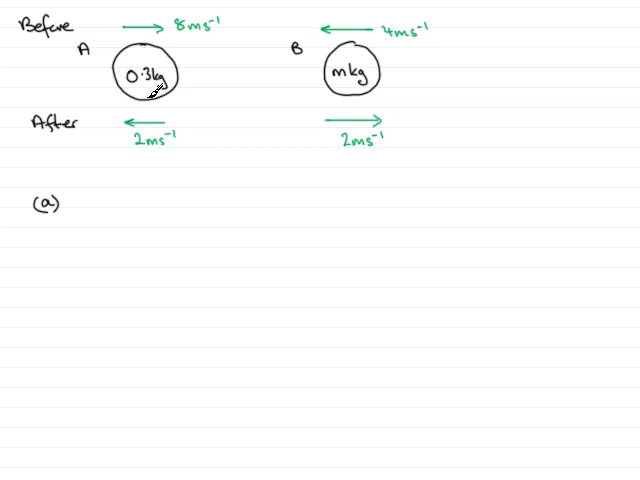 Before 8ms⁻¹ 4ms⁻¹
A B
0.3kg mkg
After
2ms⁻¹ 2ms⁻¹
(a)